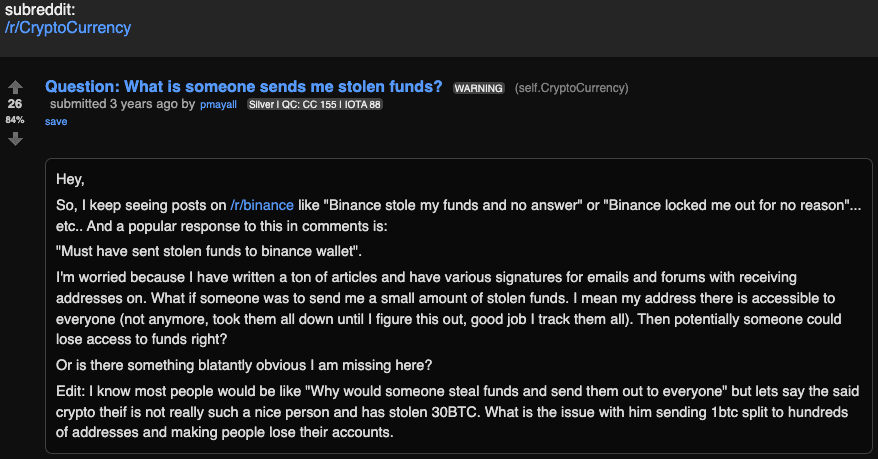 subreddit:
/r/CryptoCurrency
Question: What is someone sends me stolen funds? WARNING (self.CryptoCurrency)
26
submitted 3 years ago by pmayall Silver | QC: CC 155 | IOTA 88
84%
save
Hey,
So, I keep seeing posts on /r/binance like "Binance stole my funds and no answer" or "Binance locked me out for no reason"...
etc.. And a popular response to this in comments is:
"Must have sent stolen funds to binance wallet".
I'm worried because I have written a ton of articles and have various signatures for emails and forums with receiving
addresses on. What if someone was to send me a small amount of stolen funds. I mean my address there is accessible to
everyone (not anymore, took them all down until I figure this out, good job I track them all). Then potentially someone could
lose access to funds right?
Or is there something blatantly obvious I am missing here?
Edit: I know most people would be like "Why would someone steal funds and send them out to everyone" but lets say the said
crypto theif is not really such a nice person and has stolen 30BTC. What is the issue with him sending 1btc split to hundreds
of addresses and making people lose their accounts.